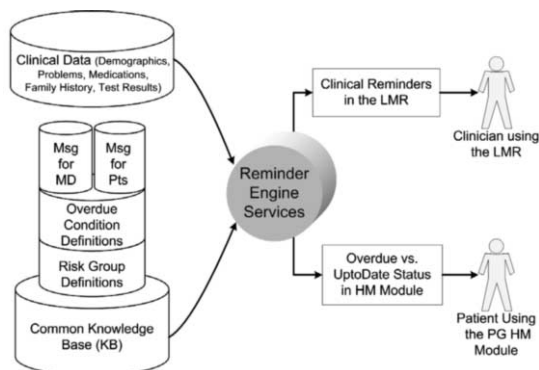 Clinical Data (Demographics,
Problems, Medications,
Family History, Test Results)
Msg
for
MD
Msg
for
Pts
Overdue
Condition
Definitions
Risk Group
Definitions
Common Knowledge
Base (KB)
Reminder
Engine
Services
Clinical Reminders
in the LMR
Clinician using
the LMR
Overdue vs.
UptoDate Status
in HM Module
Patient Using
the PG HM
Module